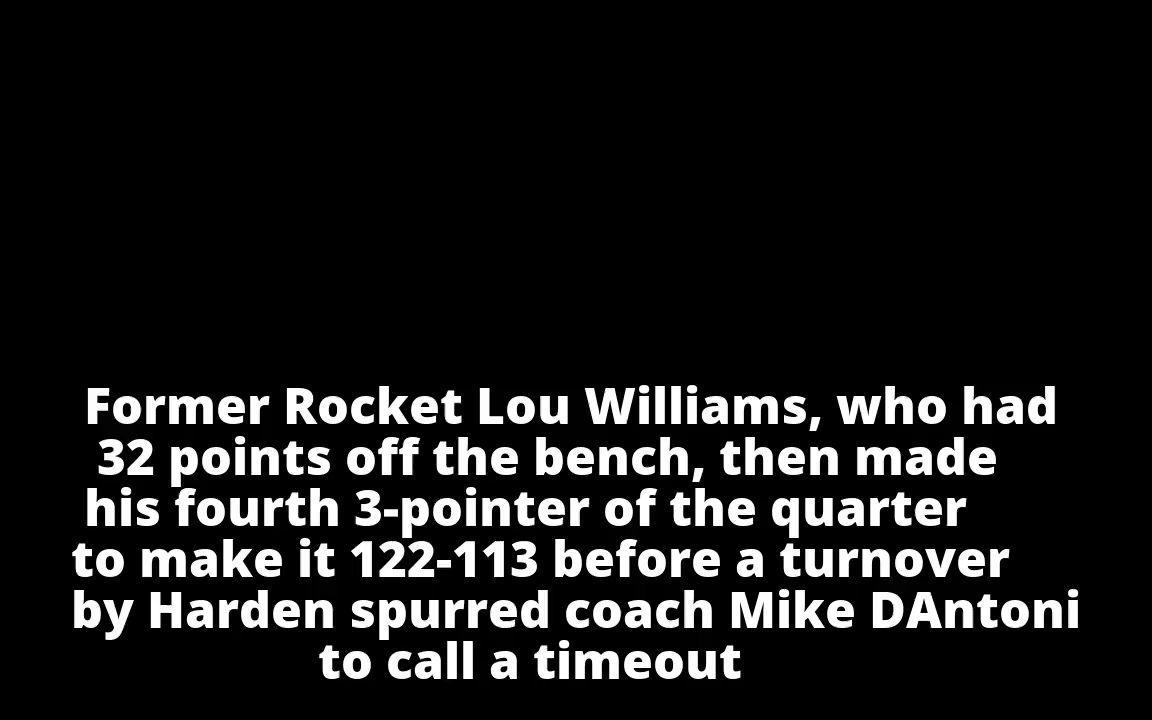 Former Rocket Lou Williams, who had
32 points off the bench, then made
his fourth 3-pointer of the quarter
to make it 122-113 before a turnover
by Harden spurred coach Mike DAntoni
to call a timeout